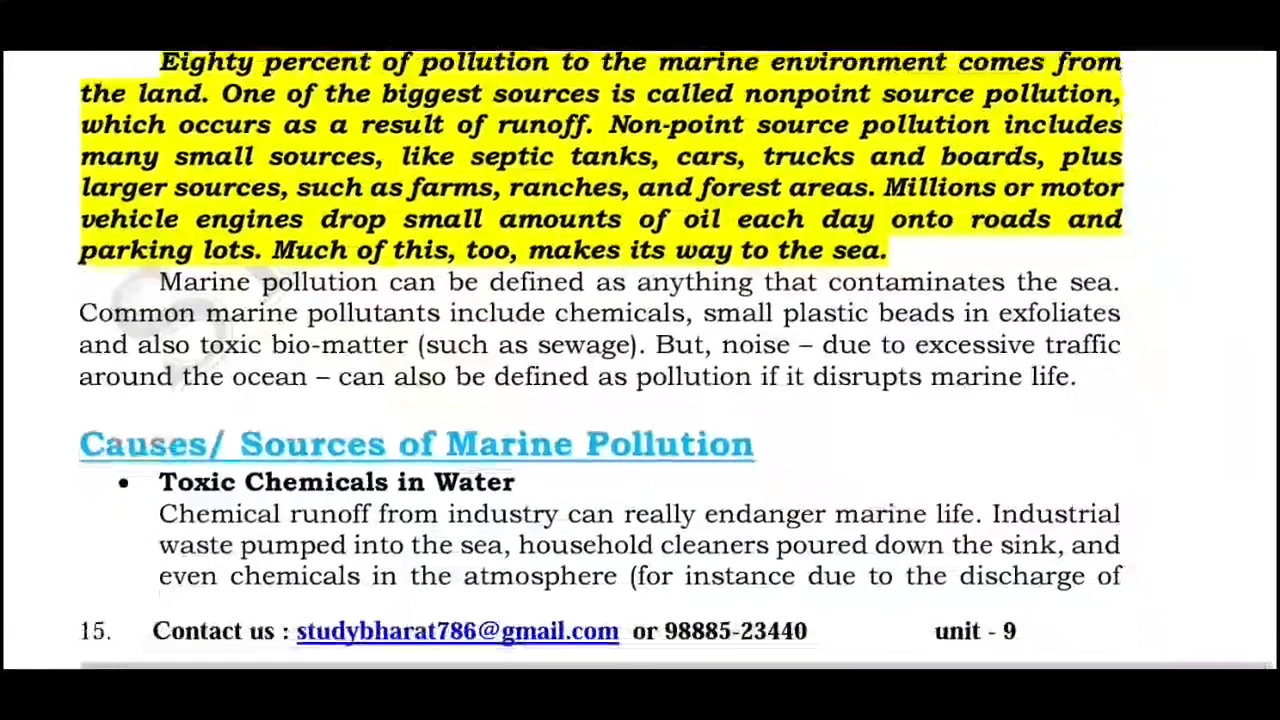 Eighty percent of pollution to the marine environment comes from
the land. One of the biggest sources is called nonpoint source pollution,
which occurs as a result of runoff. Non-point source pollution includes
many small sources, like septic tanks, cars, trucks and boards, plus
larger sources, such as farms, ranches, and forest areas. Millions or motor
vehicle engines drop small amounts of oil each day onto roads and
parking lots. Much of this, too, makes its way to the sea.
Marine pollution can be defined as anything that contaminates the sea.
Common marine pollutants include chemicals, small plastic beads in exfoliates
and also toxic bio-matter (such as sewage). But, noise – due to excessive traffic
around the ocean – can also be defined as pollution if it disrupts marine life.
Causes/ Sources of Marine Pollution
• Toxic Chemicals in Water
Chemical runoff from industry can really endanger marine life. Industrial
waste pumped into the sea, household cleaners poured down the sink, and
even chemicals in the atmosphere (for instance due to the discharge of
15. Contact us : studybharat786@gmail.com or 98885-23440 unit - 9